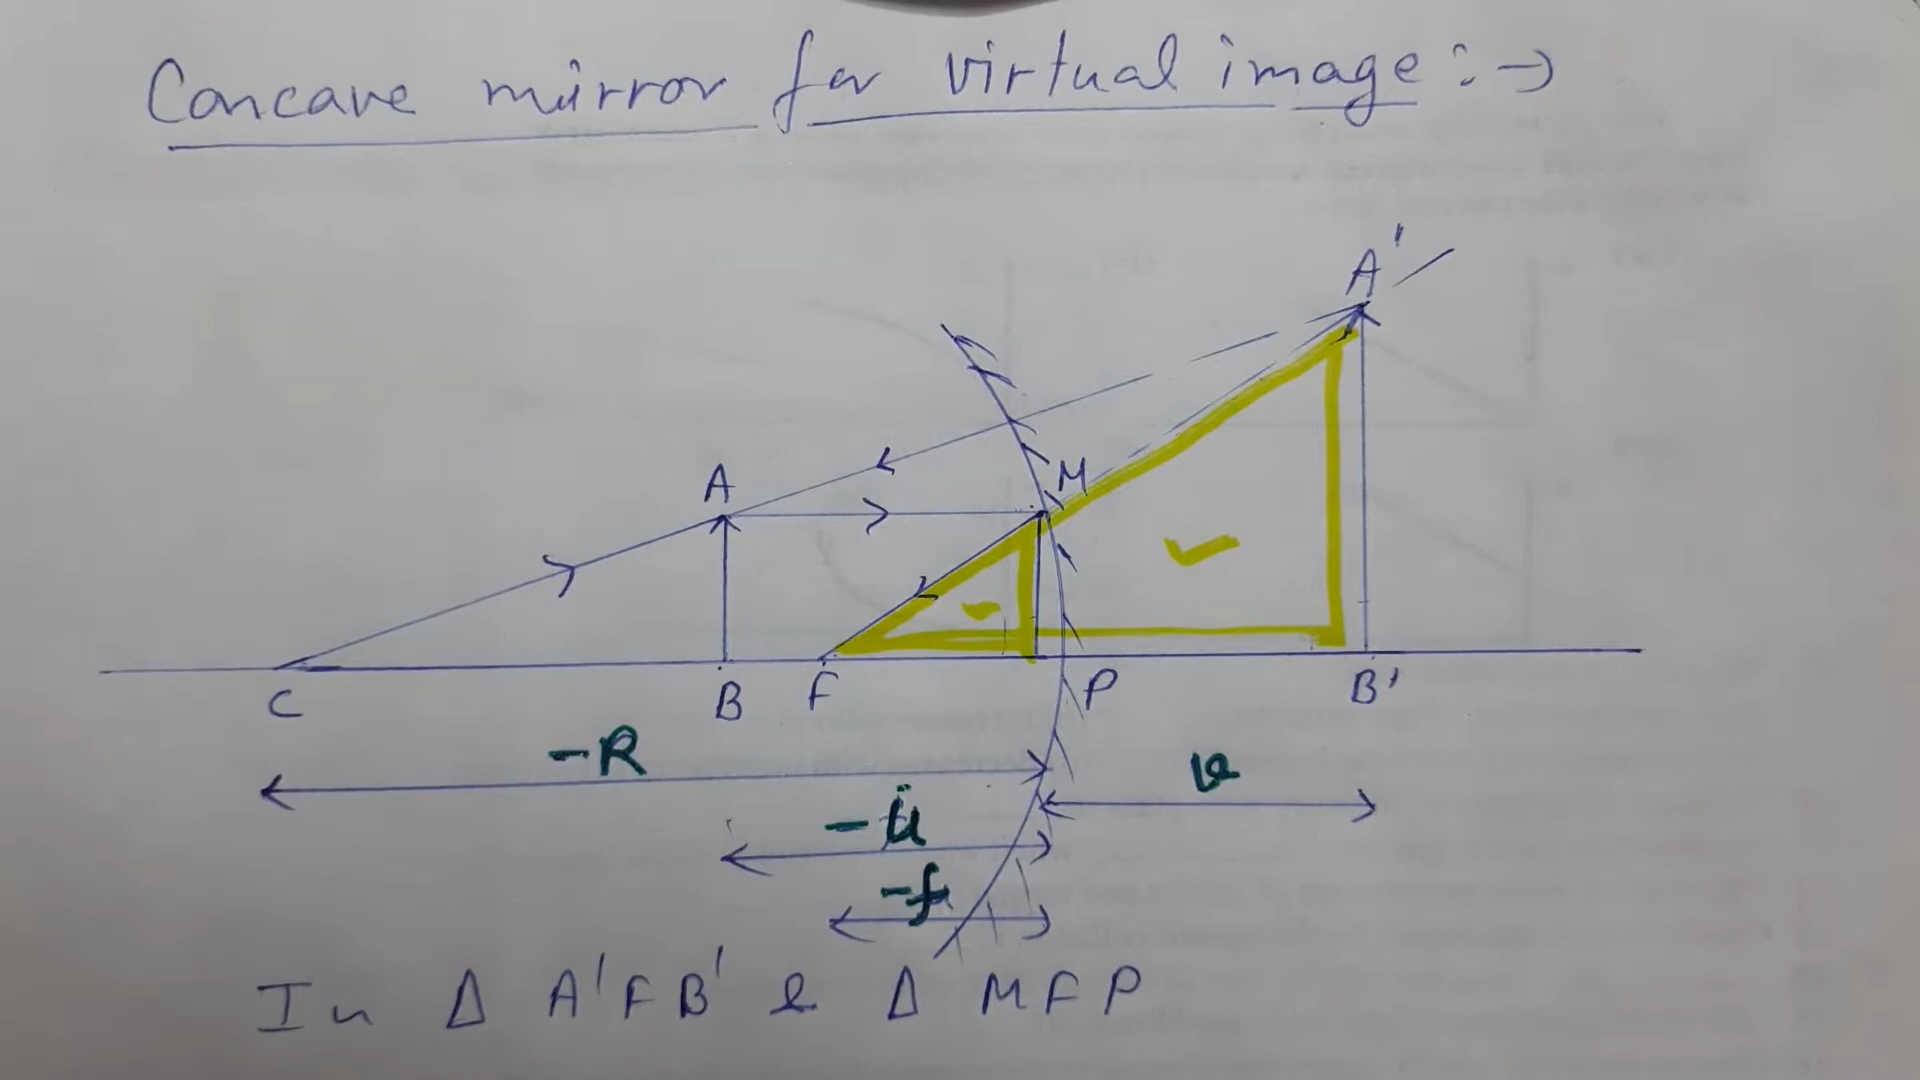 Concave mirror for virtual image :→
A'
A
M
C
B
F
P
B'
-R
v
-u
-f
In Δ A'FB' & Δ MFP